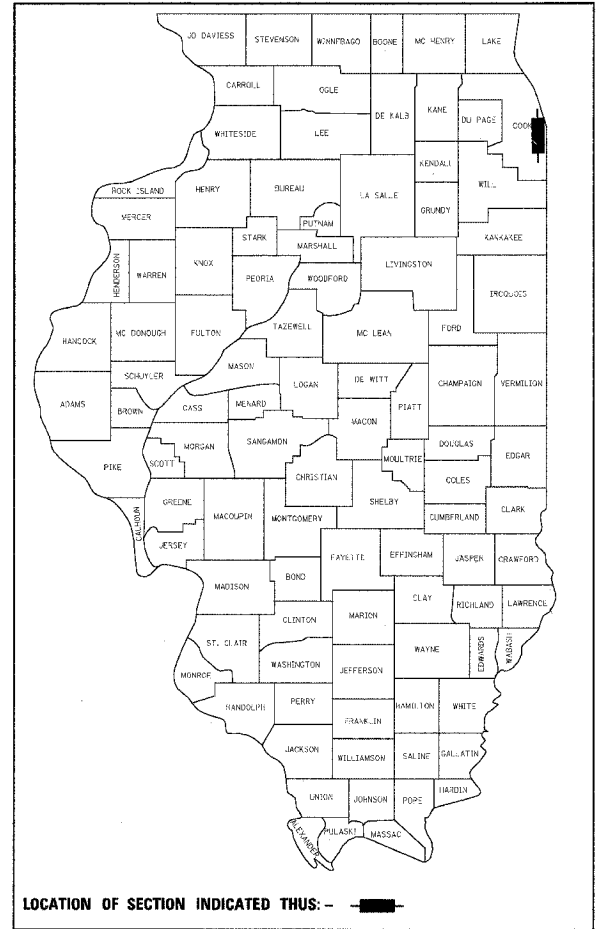 JO DAVIESS STEVENSON WINNEBAGO BOONE MC HENRY LAKE
CARROLL OGLE DE KALB KANE DU PAGE COOK
WHITESIDE LEE KENDALL WILL
ROCK ISLAND HENRY BUREAU LA SALLE GRUNDY
MERCER PUTNAM KANKAKEE
STARK MARSHALL
HENDERSON WARREN KNOX PEORIA WOODFORD LIVINGSTON IROQUOIS
HANCOCK MC DONOUGH FULTON TAZEWELL MC LEAN FORD
SCHUYLER MASON LOGAN DE WITT CHAMPAIGN VERMILION
ADAMS BROWN CASS MENARD MACON PIATT
PIKE SCOTT MORGAN SANGAMON CHRISTIAN MOULTRIE DOUGLAS EDGAR
COLES
CALHOUN GREENE MACOUPIN MONTGOMERY SHELBY CUMBERLAND CLARK
JERSEY FAYETTE EFFINGHAM JASPER CRAWFORD
MADISON BOND CLAY RICHLAND LAWRENCE
CLINTON MARION
ST. CLAIR WASHINGTON WAYNE EDWARDS WABASH
MONROE JEFFERSON
RANDOLPH PERRY HAMILTON WHITE
FRANKLIN
JACKSON WILLIAMSON SALINE GALLATIN
UNION JOHNSON POPE HARDIN
ALEXANDER PULASKI MASSAC
LOCATION OF SECTION INDICATED THUS: -